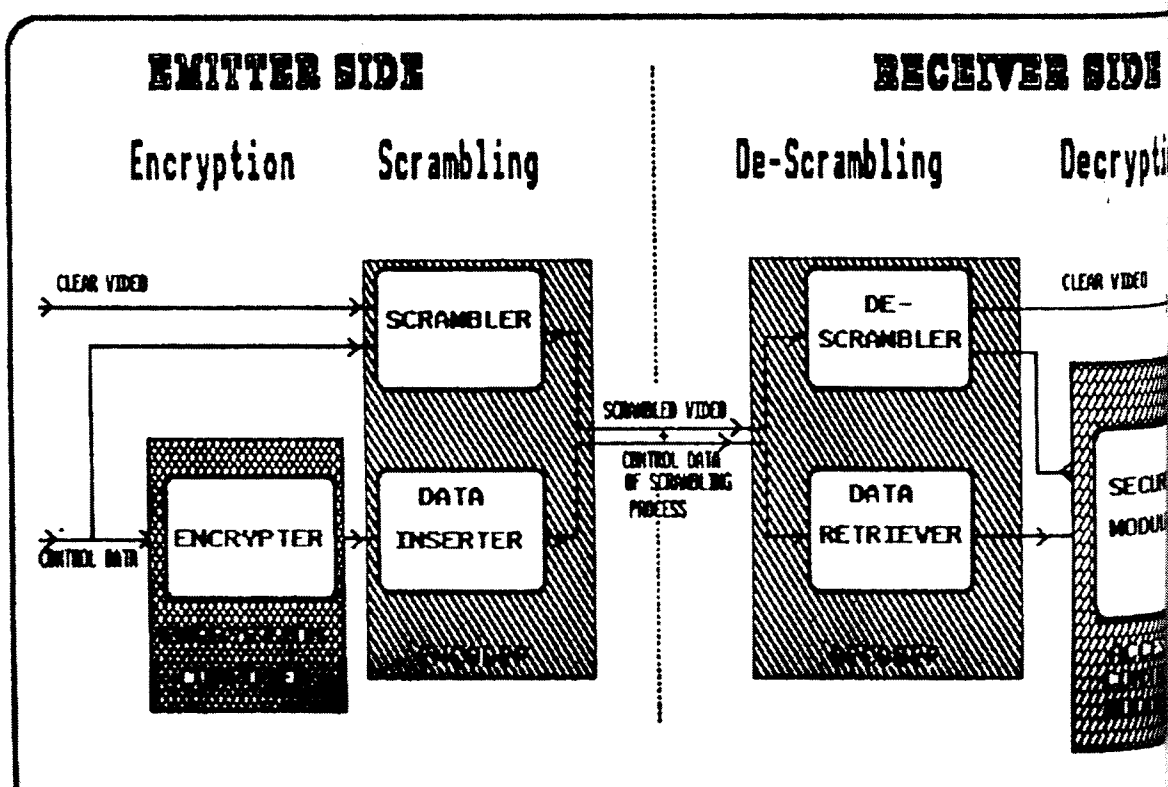 EMITTER SIDE
RECEIVER SIDE
Encryption
Scrambling
De-Scrambling
CLEAR VIDEO
SCRAMBLER
DE-
SCRAMBLER
CLEAR VIDEO
SCRAMBLED VIDEO
+
CONTROL DATA
OF SCRAMBLING
PROCESS
CONTROL DATA
ENCRYPTER
DATA
INSERTER
DATA
RETRIEVER